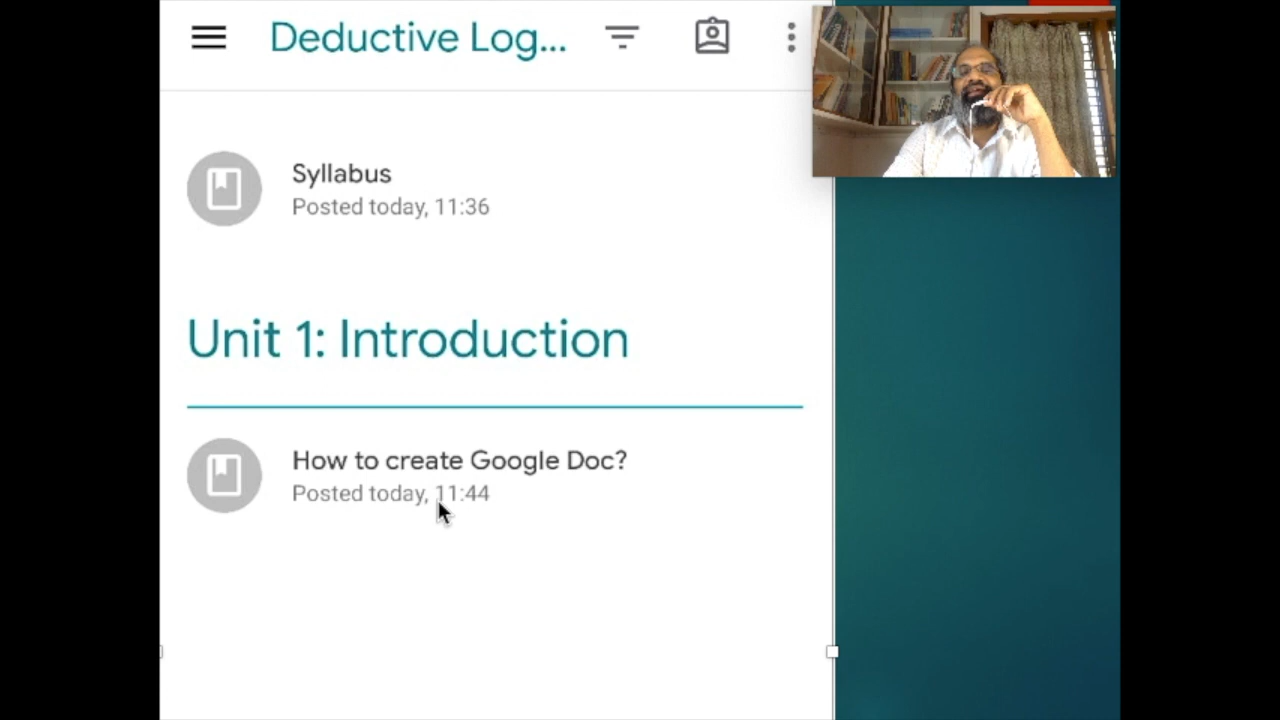 Deductive Log...
Syllabus
Posted today, 11:36
Unit 1: Introduction
How to create Google Doc?
Posted today, 11:44